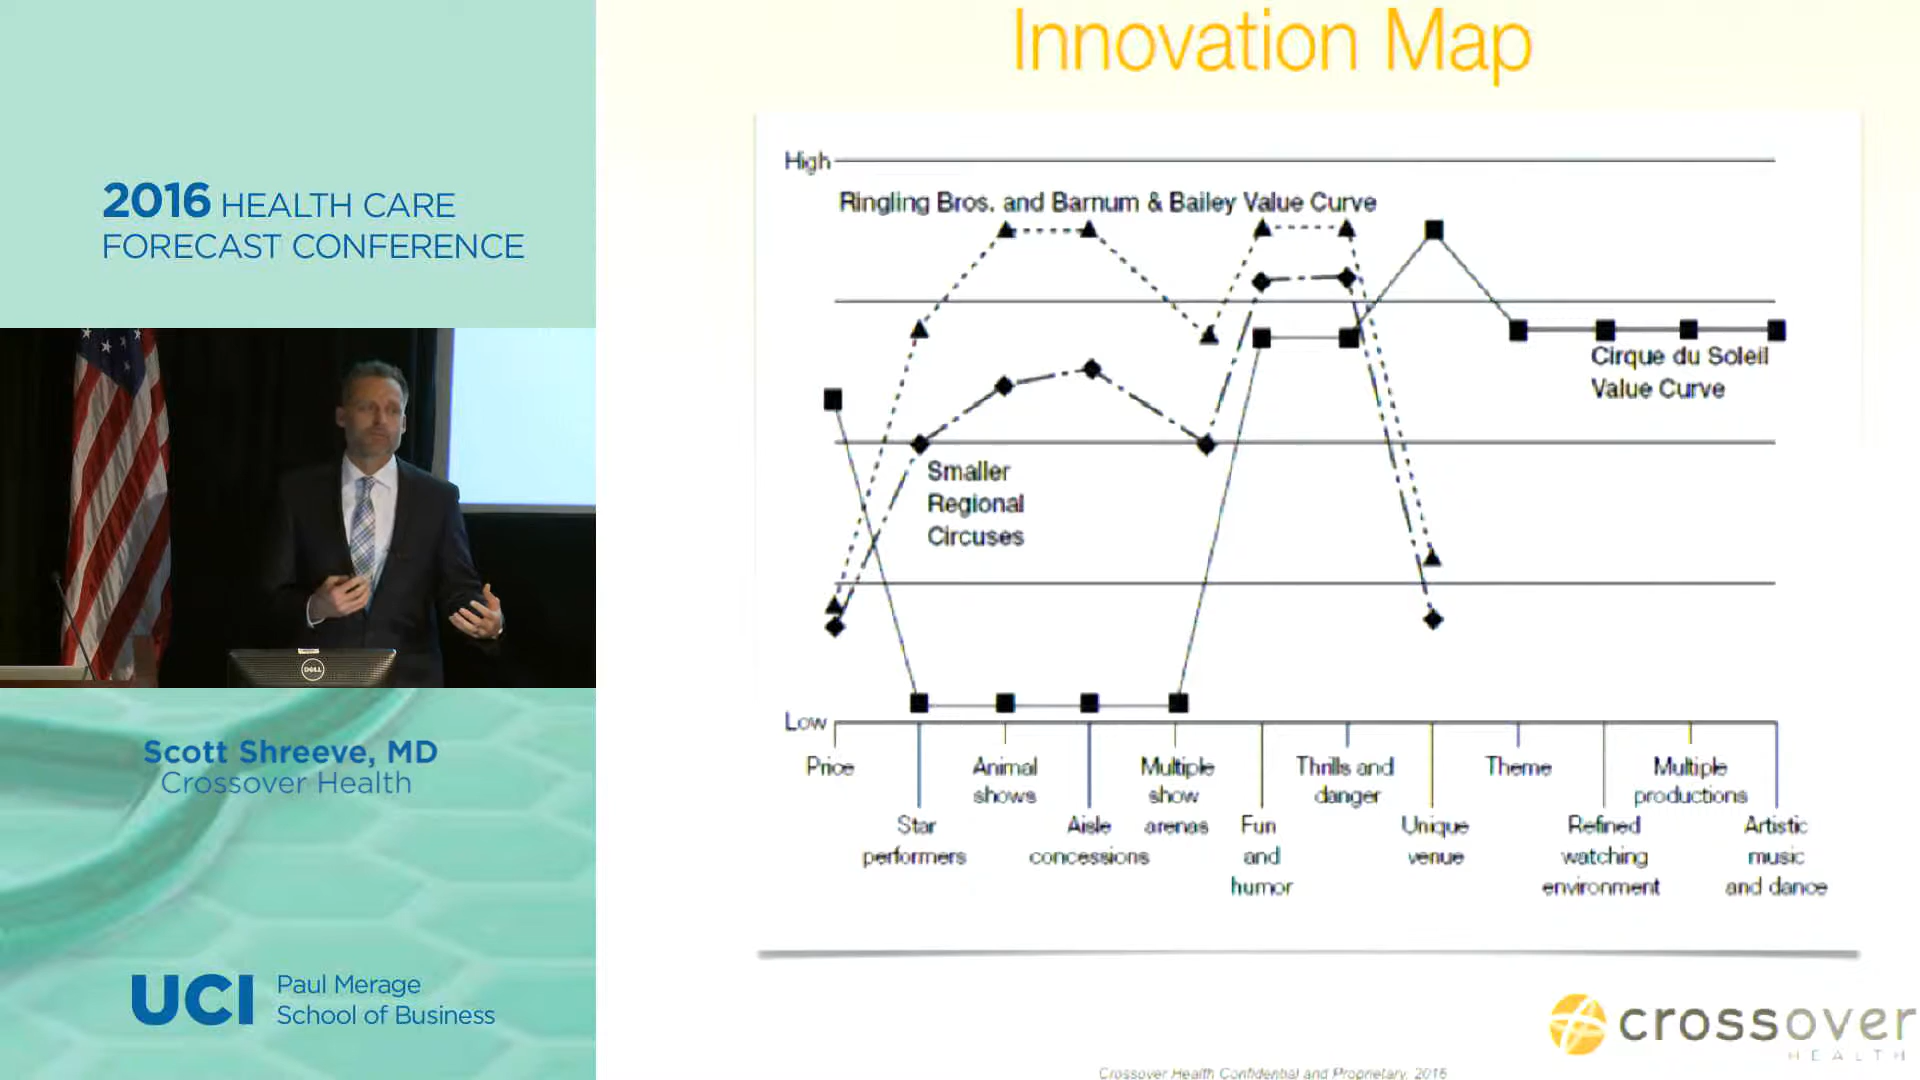 2016 HEALTH CARE
FORECAST CONFERENCE
DELL
Scott Shreeve, MD
Crossover Health
UCI
Paul Merage
School of Business
Innovation Map
High
Ringling Bros. and Barnum & Bailey Value Curve
Cirque du Soleil
Value Curve
Smaller
Regional
Circuses
Low
Price
Star
performers
Animal
shows
Aisle
concessions
Multiple
show
arenas
Fun
and
humor
Thrills and
danger
Unique
venue
Theme
Refined
watching
environment
Multiple
productions
Artistic
music
and dance
crossover
HEALTH
Crossover Health Confidential and Proprietary, 2016